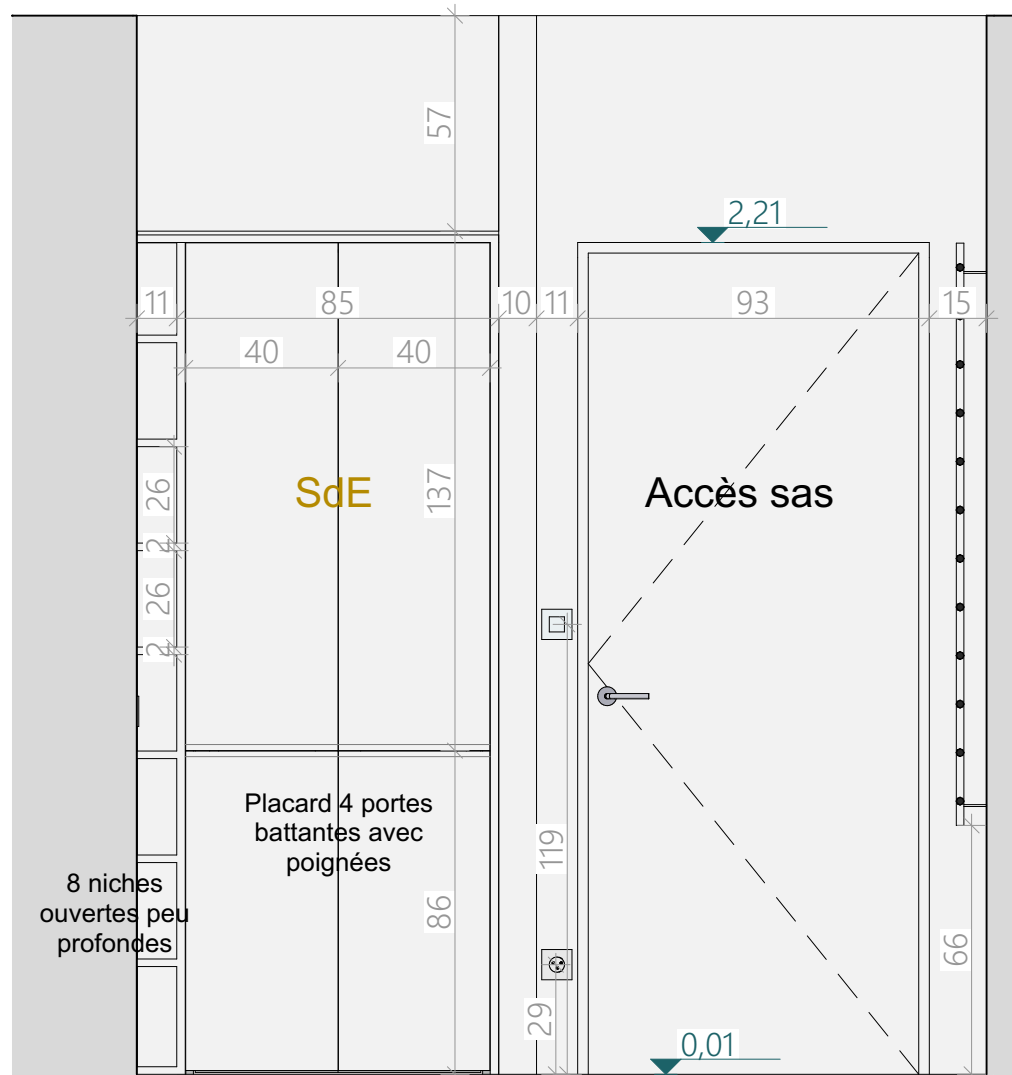 57
2,21
11
85
10
11
93
15
40
40
26
137
SdE
Accès sas
2
26
2
Placard 4 portes
battantes avec
poignées
119
8 niches
ouvertes peu
profondes
86
66
29
0,01